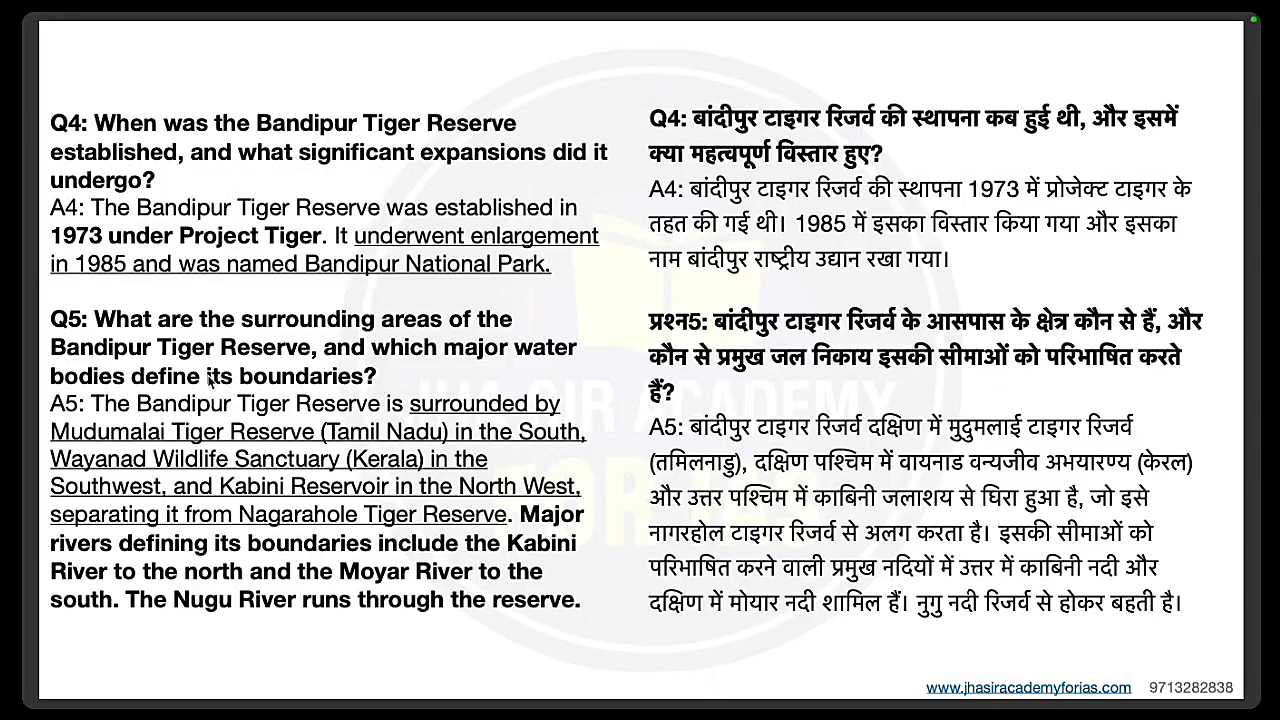 Q4: When was the Bandipur Tiger Reserve
established, and what significant expansions did it
undergo?
A4: The Bandipur Tiger Reserve was established in
1973 under Project Tiger. It underwent enlargement
in 1985 and was named Bandipur National Park.
Q5: What are the surrounding areas of the
Bandipur Tiger Reserve, and which major water
bodies define its boundaries?
A5: The Bandipur Tiger Reserve is surrounded by
Mudumalai Tiger Reserve (Tamil Nadu) in the South,
Wayanad Wildlife Sanctuary (Kerala) in the
Southwest, and Kabini Reservoir in the North West,
separating it from Nagarahole Tiger Reserve. Major
rivers defining its boundaries include the Kabini
River to the north and the Moyar River to the
south. The Nugu River runs through the reserve.
Q4: बांदीपुर टाइगर रिजर्व की स्थापना कब हुई थी, और इसमें
क्या महत्वपूर्ण विस्तार हुए?
A4: बांदीपुर टाइगर रिजर्व की स्थापना 1973 में प्रोजेक्ट टाइगर के
तहत की गई थी। 1985 में इसका विस्तार किया गया और इसका
नाम बांदीपुर राष्ट्रीय उद्यान रखा गया।
प्रश्न5: बांदीपुर टाइगर रिजर्व के आसपास के क्षेत्र कौन से हैं, और
कौन से प्रमुख जल निकाय इसकी सीमाओं को परिभाषित करते
हैं?
A5: बांदीपुर टाइगर रिजर्व दक्षिण में मुदुमलाई टाइगर रिजर्व
(तमिलनाडु), दक्षिण पश्चिम में वायनाड वन्यजीव अभयारण्य (केरल)
और उत्तर पश्चिम में काबिनी जलाशय से घिरा हुआ है, जो इसे
नागरहोल टाइगर रिजर्व से अलग करता है। इसकी सीमाओं को
परिभाषित करने वाली प्रमुख नदियों में उत्तर में काबिनी नदी और
दक्षिण में मोयार नदी शामिल हैं। नुगु नदी रिजर्व से होकर बहती है।
JHA SIR ACADEMY
FOR IAS
www.jhasiracademyforias.com 9713282838